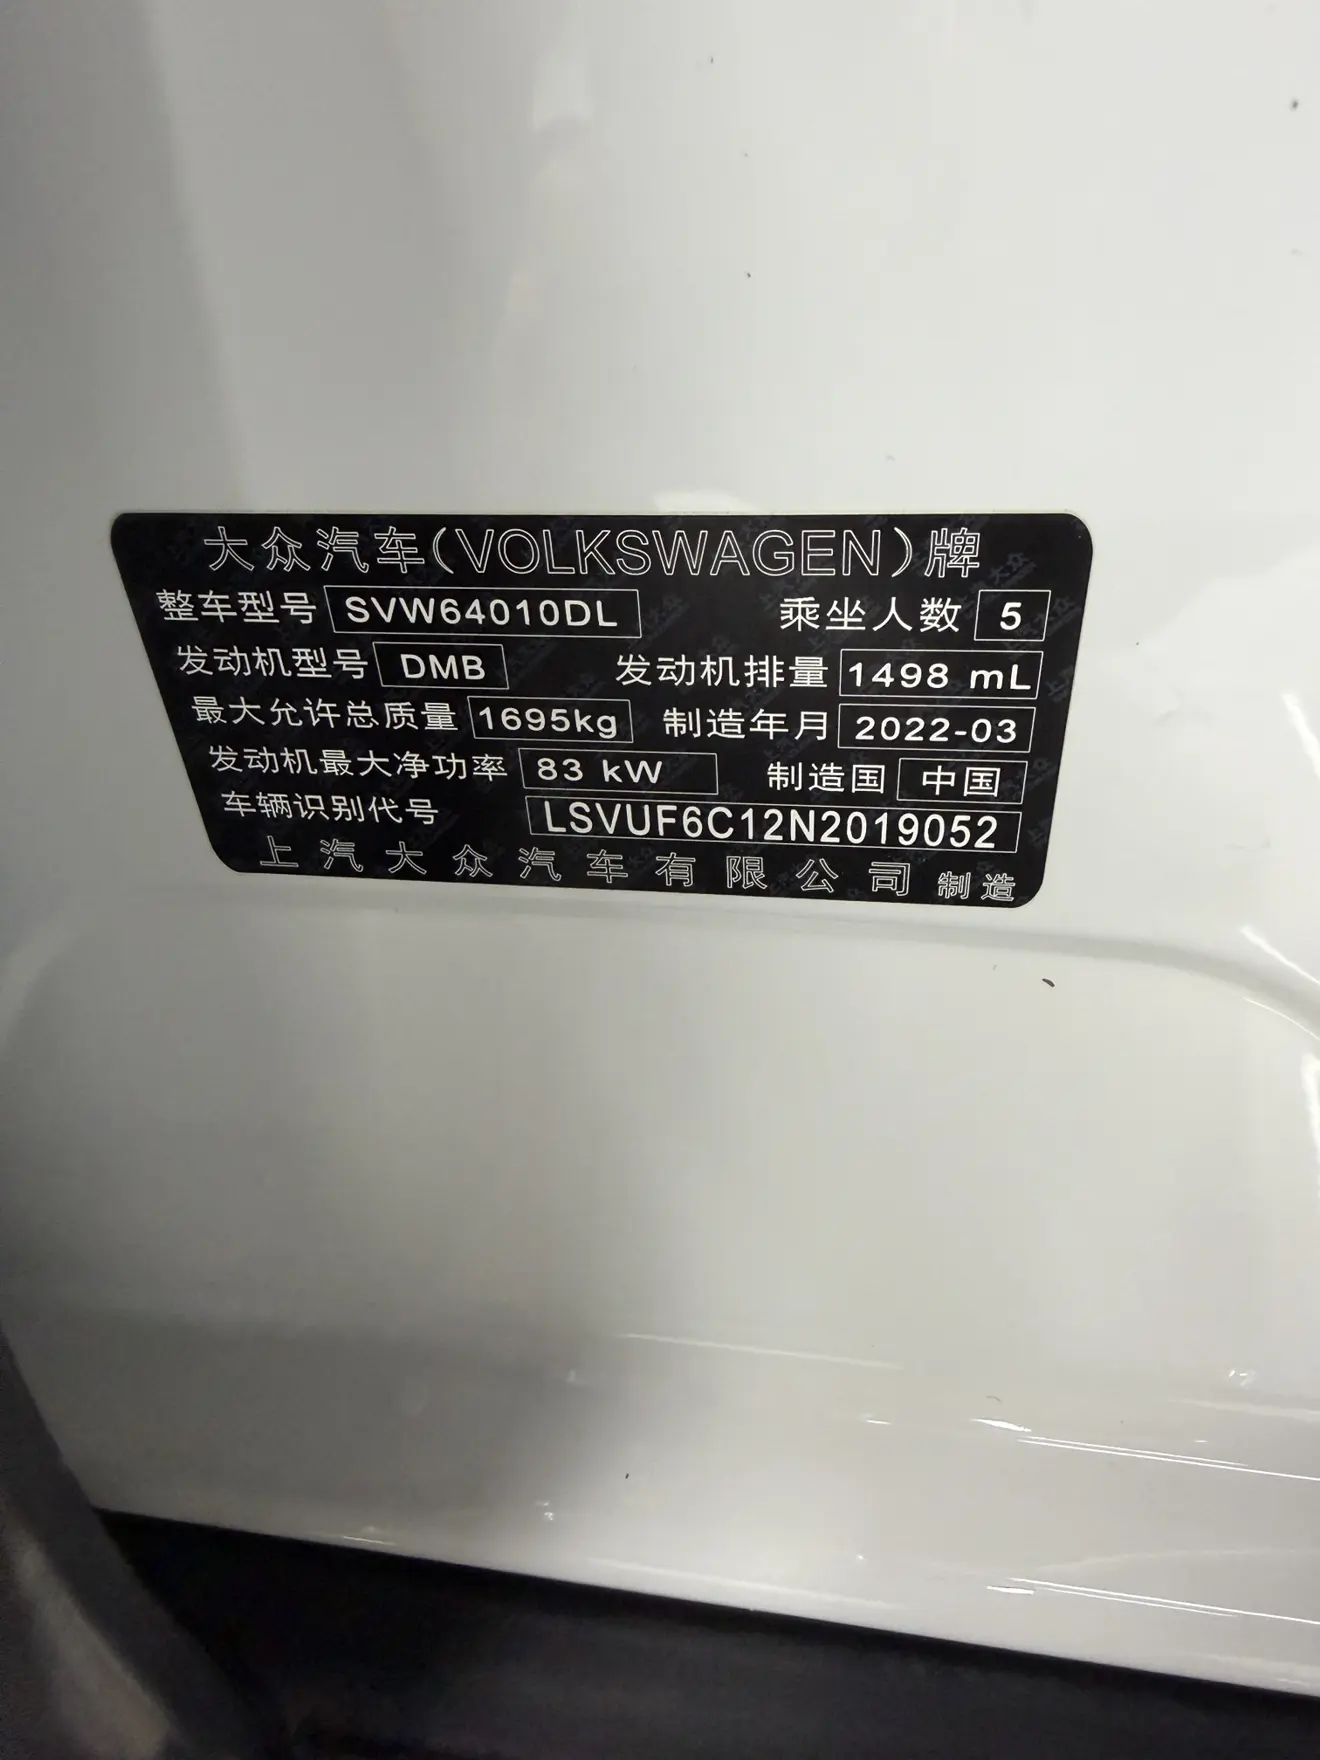 大众汽车(VOLKSWAGEN)牌
整车型号 SVW64010DL 乘坐人数 5
发动机型号 DMB 发动机排量 1498 mL
最大允许总质量 1695kg 制造年月 2022-03
发动机最大净功率 83 kW 制造国 中国
车辆识别代号 LSVUF6C12N2019052
上汽大众汽车有限公司 制造